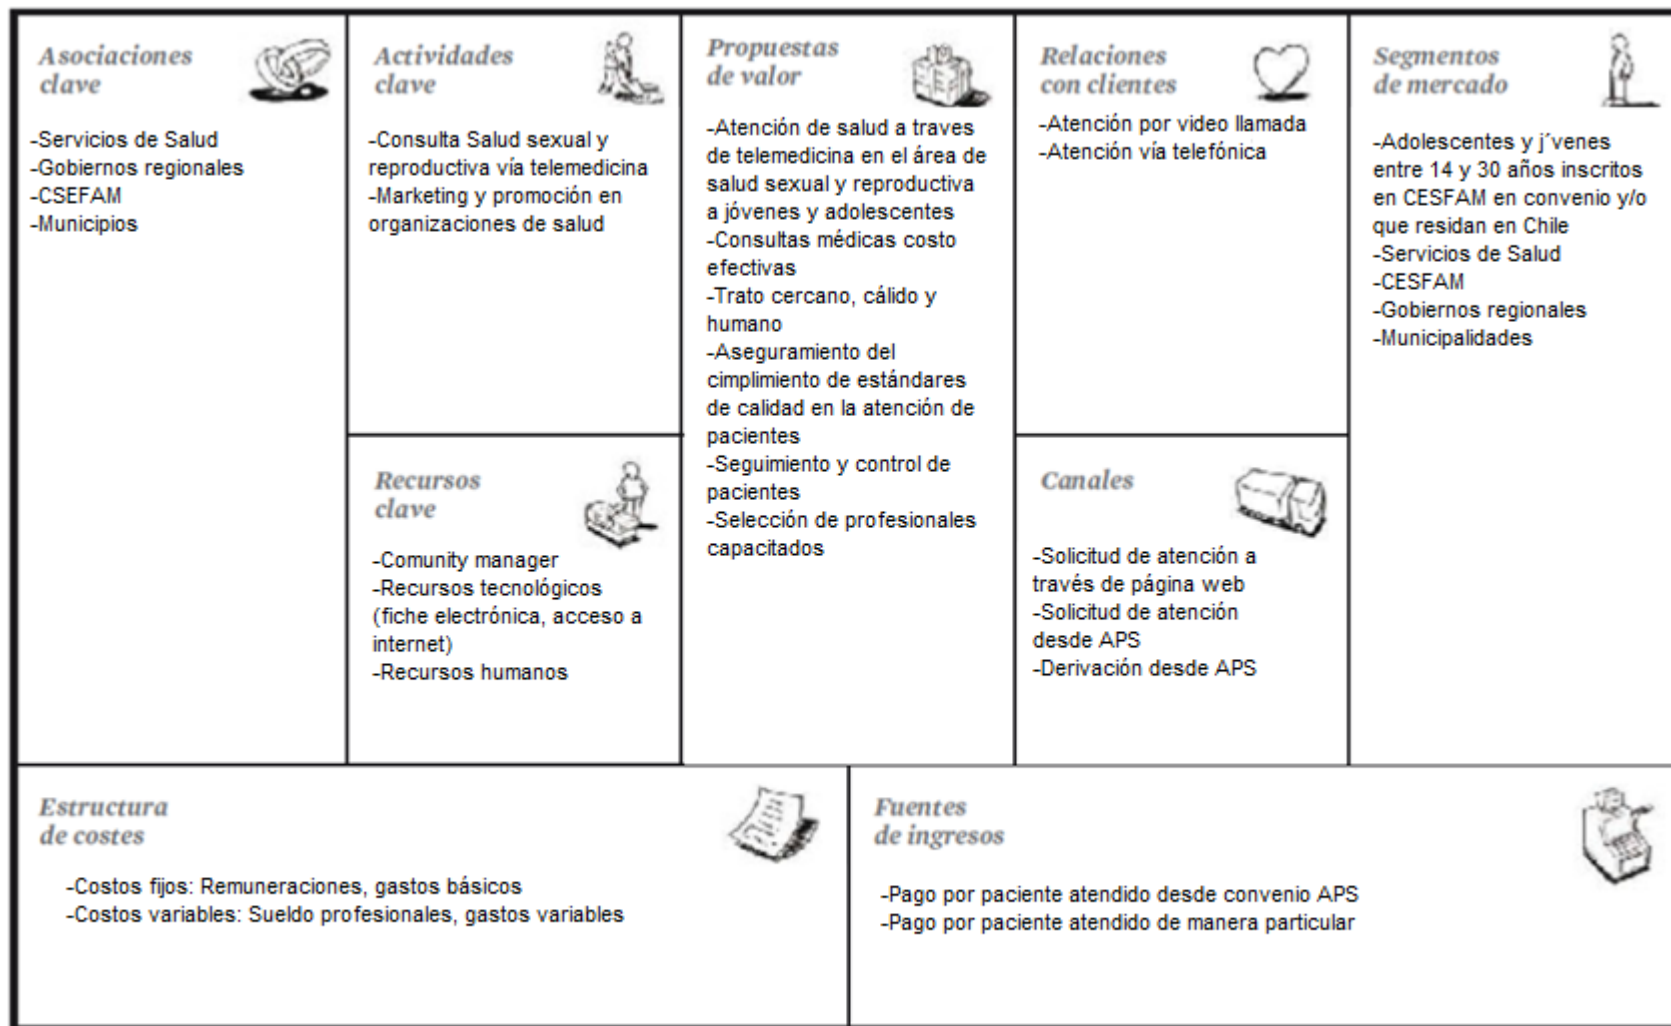 Asociaciones
clave
-Servicios de Salud
-Gobiernos regionales
-CSEFAM
-Municipios
Actividades
clave
-Consulta Salud sexual y
reproductiva vía telemedicina
-Marketing y promoción en
organizaciones de salud
Recursos
clave
-Comunity manager
-Recursos tecnológicos
(fiche electrónica, acceso a
internet)
-Recursos humanos
Propuestas
de valor
-Atención de salud a traves
de telemedicina en el área de
salud sexual y reproductiva
a jóvenes y adolescentes
-Consultas médicas costo
efectivas
-Trato cercano, cálido y
humano
-Aseguramiento del
cimplimiento de estándares
de calidad en la atención de
pacientes
-Seguimiento y control de
pacientes
-Selección de profesionales
capacitados
Relaciones
con clientes
-Atención por video llamada
-Atención vía telefónica
Canales
-Solicitud de atención a
través de página web
-Solicitud de atención
desde APS
-Derivación desde APS
Segmentos
de mercado
-Adolescentes y j´venes
entre 14 y 30 años inscritos
en CESFAM en convenio y/o
que residan en Chile
-Servicios de Salud
-CESFAM
-Gobiernos regionales
-Municipalidades
Estructura
de costes
-Costos fijos: Remuneraciones, gastos básicos
-Costos variables: Sueldo profesionales, gastos variables
Fuentes
de ingresos
-Pago por paciente atendido desde convenio APS
-Pago por paciente atendido de manera particular